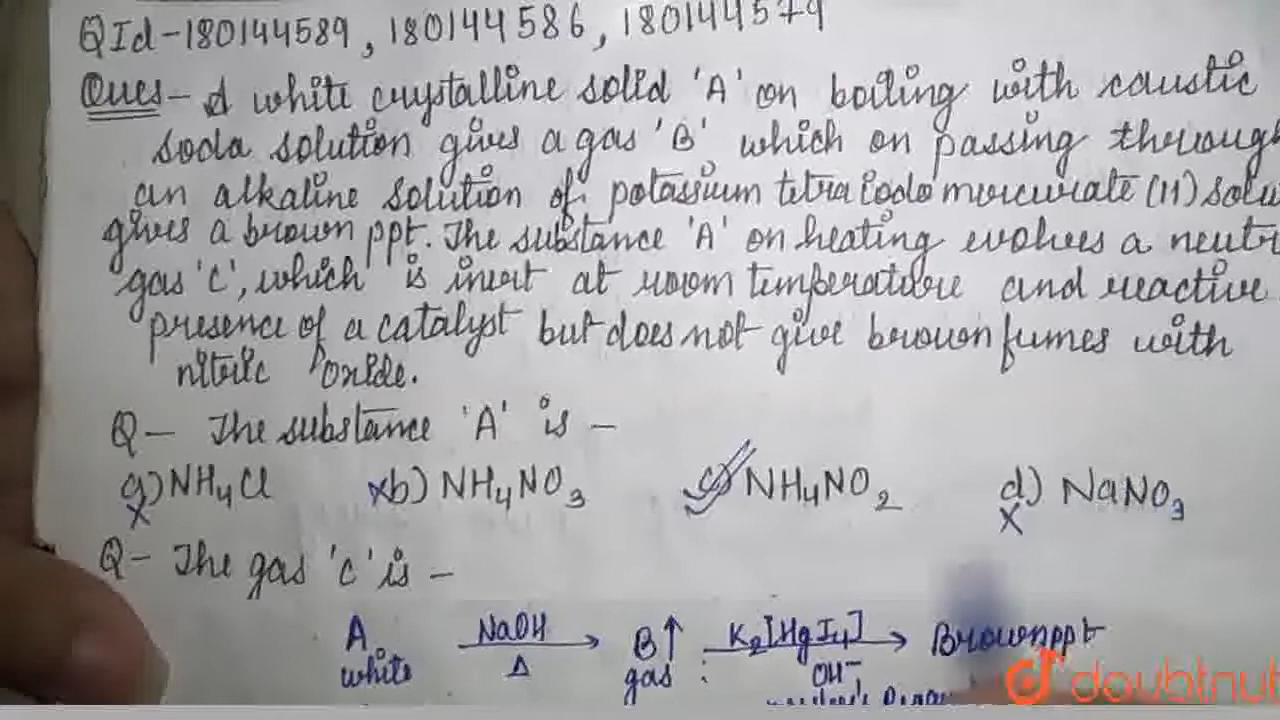 QId-180144589, 180144586, 180144579
Ques- A white crystalline solid 'A' on boiling with caustic
soda solution gives a gas 'B' which on passing through
an alkaline solution of potassium tetraiodo mercurate (II) solu
gives a brown ppt. The substance 'A' on heating evolves a neutr
gas 'C', which is inert at room temperature and reactive
presence of a catalyst but does not give brown fumes with
nitric oxide.
Q- The substance 'A' is -
a) NH4Cl xb) NH4NO3 c) NH4NO2 d) NaNO3
x x
Q- The gas 'C' is -
A NaOH B↑ K2[HgI4] Brown ppt
white Δ gas : OH-
doubtnut